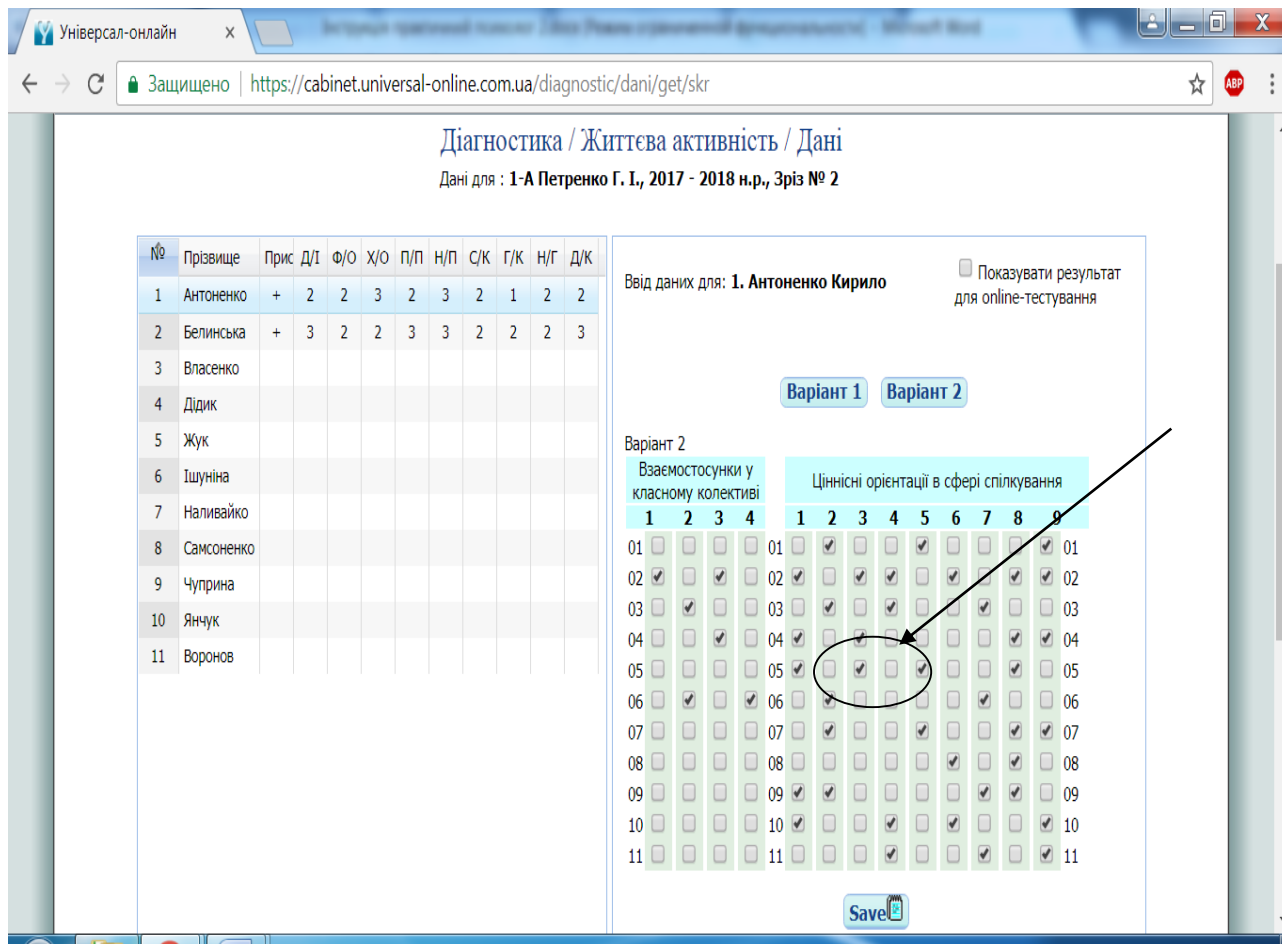 Універсал-онлайн
Защищено https://cabinet.universal-online.com.ua/diagnostic/dani/get/skr
ABP
Діагностика / Життєва активність / Дані
Дані для : 1-А Петренко Г. І., 2017 - 2018 н.р., Зріз № 2
№ Прізвище Прис Д/І Ф/О Х/О П/П Н/П С/К Г/К Н/Г Д/К
1 Антоненко + 2 2 3 2 3 2 1 2 2
2 Белинська + 3 2 2 3 3 2 2 2 3
3 Власенко
4 Дідик
5 Жук
6 Ішуніна
7 Наливайко
8 Самсоненко
9 Чуприна
10 Янчук
11 Воронов
Ввід даних для: 1. Антоненко Кирило
Показувати результат
для online-тестування
Варіант 1 Варіант 2
Варіант 2
Взаємостосунки у
класному колективі
Ціннісні орієнтації в сфері спілкування
1 2 3 4 1 2 3 4 5 6 7 8 9
01 01 01
02 02 02
03 03 03
04 04 04
05 05 05
06 06 06
07 07 07
08 08 08
09 09 09
10 10 10
11 11 11
Save